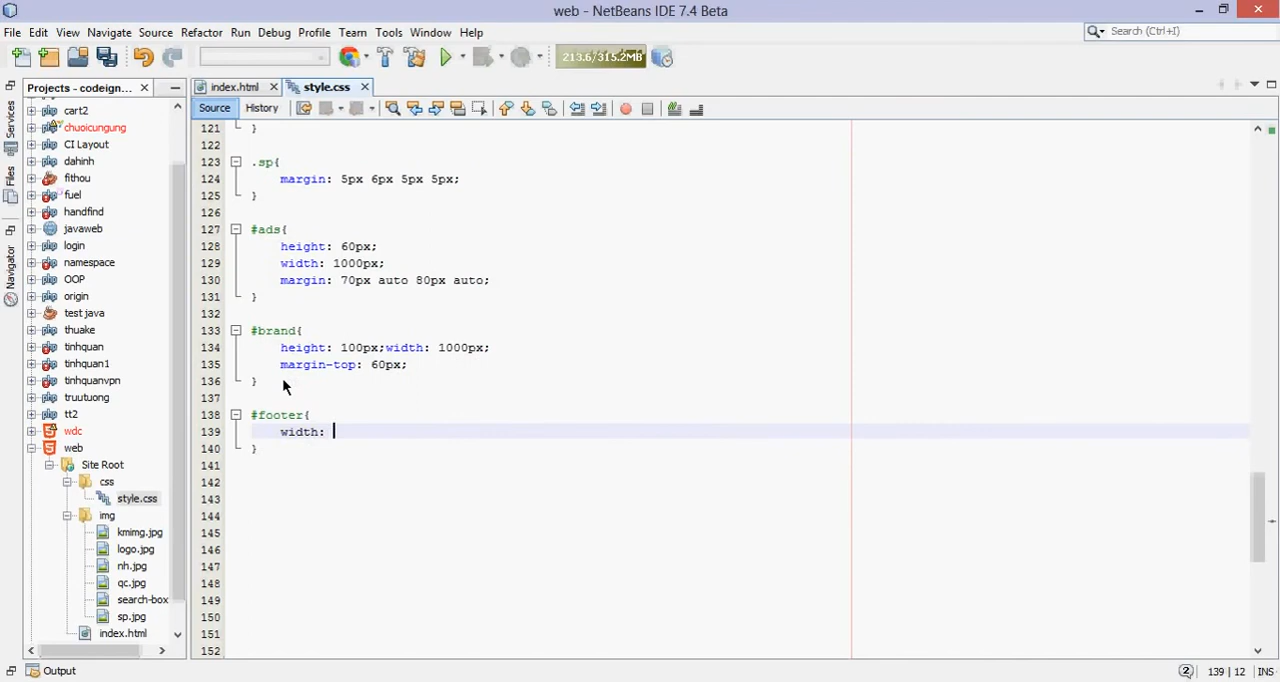 web - NetBeans IDE 7.4 Beta
File Edit View Navigate Source Refactor Run Debug Profile Team Tools Window Help
Search (Ctrl+I)
213.6/315.2MB
Projects - codeign...
index.html
style.css
Source
History
Services
Files
Navigator
cart2
chuoicungung
CI Layout
dahinh
fithou
fuel
handfind
javaweb
login
namespace
OOP
origin
test java
thuake
tinhquan
tinhquan1
tinhquanvpn
truutuong
tt2
wdc
web
Site Root
css
style.css
img
kmimg.jpg
logo.jpg
nh.jpg
qc.jpg
search-box
sp.jpg
index.html
121 }
122
123 .sp{
124 margin: 5px 6px 5px 5px;
125 }
126
127 #ads{
128 height: 60px;
129 width: 1000px;
130 margin: 70px auto 80px auto;
131 }
132
133 #brand{
134 height: 100px;width: 1000px;
135 margin-top: 60px;
136 }
137
138 #footer{
139 width:
140 }
141
142
143
144
145
146
147
148
149
150
151
152
Output
2
139 | 12
INS